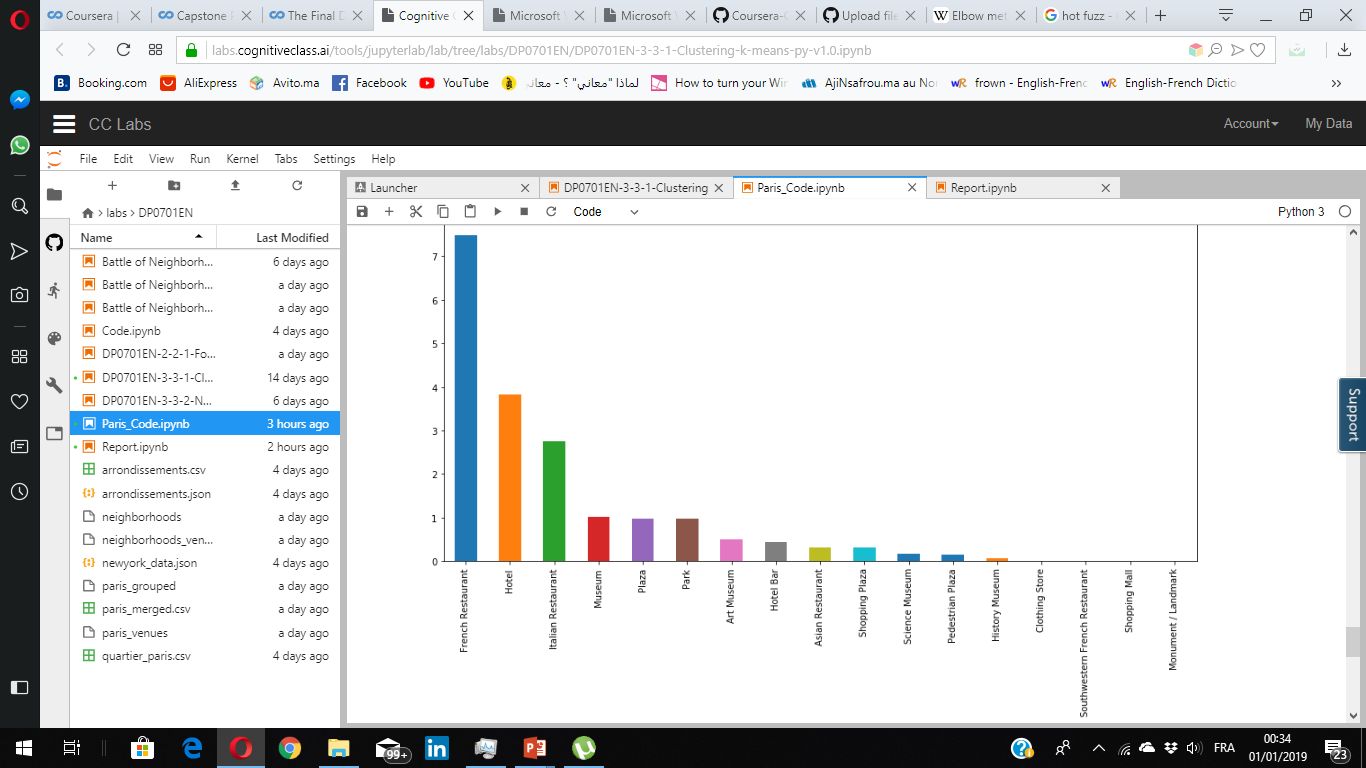 Coursera |
Capstone P
The Final D
Cognitive C
Microsoft V
Microsoft V
Coursera-C
Upload file
Elbow met
hot fuzz -
labs.cognitiveclass.ai/tools/jupyterlab/lab/tree/labs/DP0701EN/DP0701EN-3-3-1-Clustering-k-means-py-v1.0.ipynb
Booking.com AliExpress Avito.ma Facebook YouTube لماذا "معاني" ؟ - معاني How to turn your Win AjiNsafrou.ma au No frown - English-Frenc English-French Dictio
CC Labs Account My Data
File Edit View Run Kernel Tabs Settings Help
Launcher DP0701EN-3-3-1-Clustering Paris_Code.ipynb Report.ipynb
labs > DP0701EN
Code Python 3
Name Last Modified
Battle of Neighborh... 6 days ago
Battle of Neighborh... a day ago
Battle of Neighborh... a day ago
Code.ipynb 4 days ago
DP0701EN-2-2-1-Fo... a day ago
DP0701EN-3-3-1-Cl... 14 days ago
DP0701EN-3-3-2-N... 6 days ago
Paris_Code.ipynb 3 hours ago
Report.ipynb 2 hours ago
arrondissements.csv 4 days ago
arrondissements.json 4 days ago
neighborhoods a day ago
neighborhoods_ven... a day ago
newyork_data.json 4 days ago
paris_grouped a day ago
paris_merged.csv a day ago
paris_venues a day ago
quartier_paris.csv 4 days ago
7
6
5
4
3
2
1
0
French Restaurant
Hotel
Italian Restaurant
Museum
Plaza
Park
Art Museum
Hotel Bar
Asian Restaurant
Shopping Plaza
Science Museum
Pedestrian Plaza
History Museum
Clothing Store
Southwestern French Restaurant
Shopping Mall
Monument / Landmark
Support
99+
FRA
00:34
01/01/2019
23